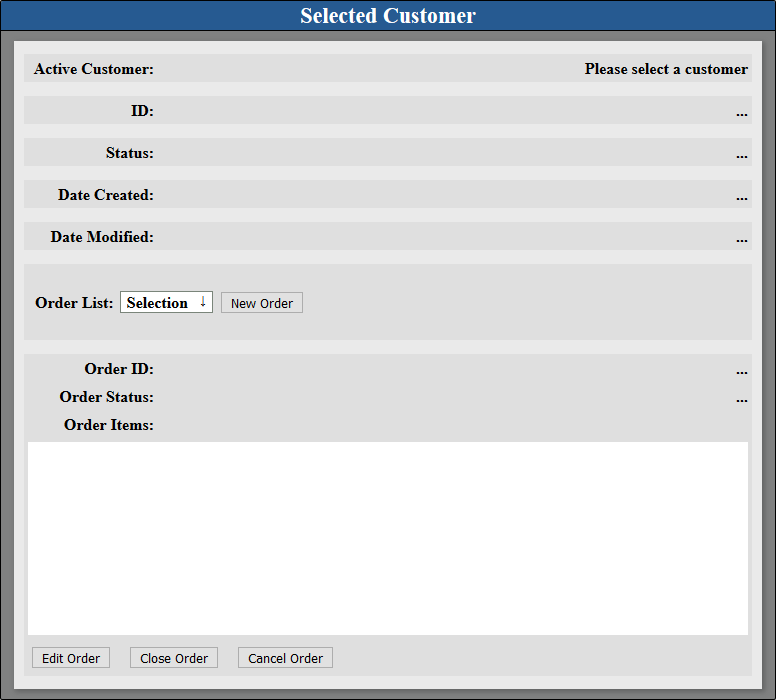 Selected Customer
Active Customer: Please select a customer
ID: ...
Status: ...
Date Created: ...
Date Modified: ...
Order List: Selection ↓ New Order
Order ID: ...
Order Status: ...
Order Items:
Edit Order Close Order Cancel Order